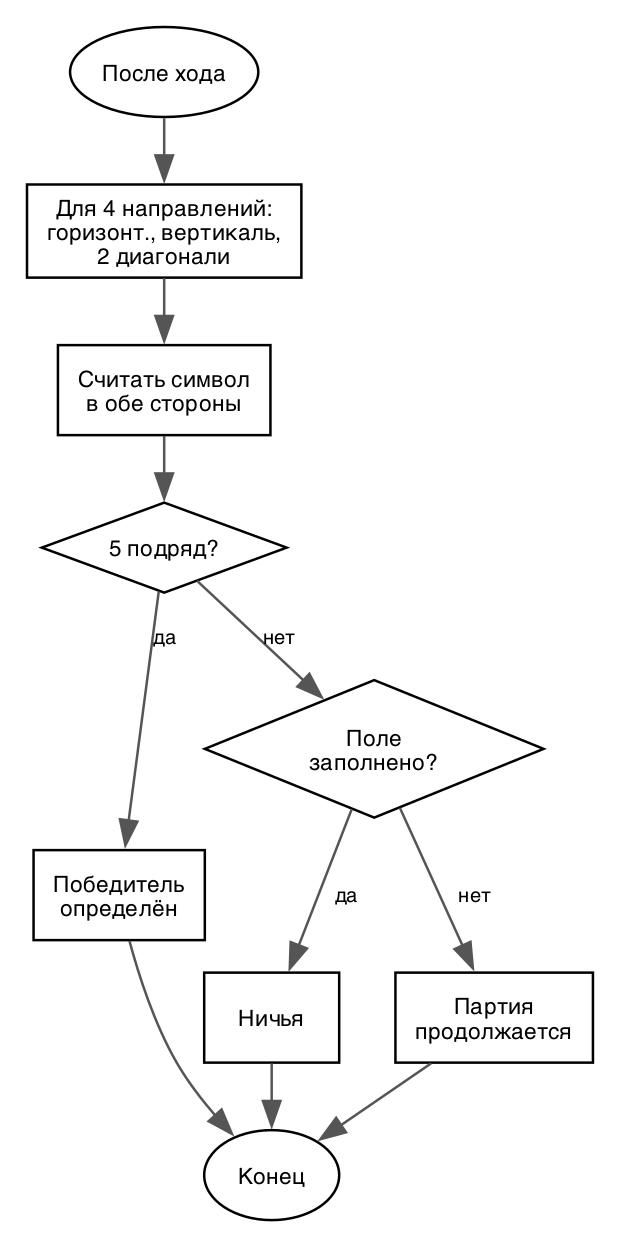 После хода
Для 4 направлений:
горизонт., вертикаль,
2 диагонали
Считать символ
в обе стороны
5 подряд?
да
нет
Поле
заполнено?
Победитель
определён
да
нет
Ничья
Партия
продолжается
Конец